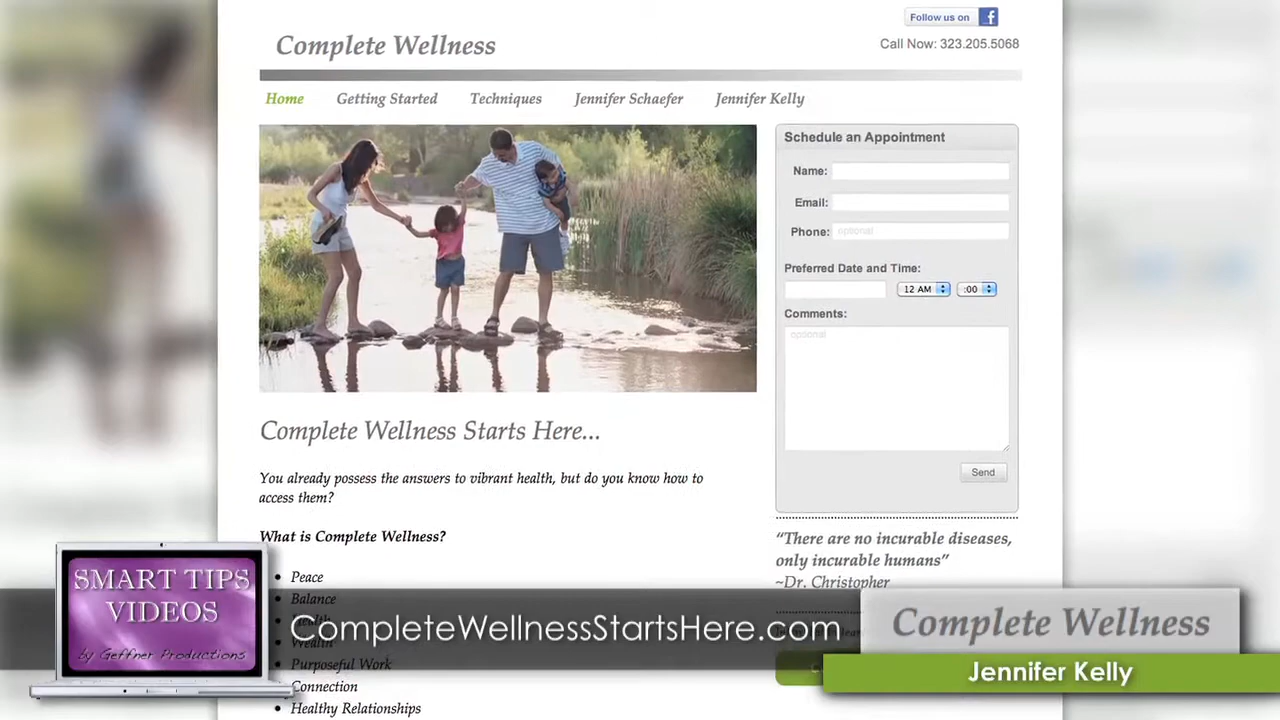 Follow us on f
Complete Wellness
Call Now: 323.205.5068
Home Getting Started Techniques Jennifer Schaefer Jennifer Kelly
Schedule an Appointment
Name:
Email:
Phone: optional
Preferred Date and Time:
12 AM :00
Comments:
optional
Send
Complete Wellness Starts Here...
You already possess the answers to vibrant health, but do you know how to
access them?
What is Complete Wellness?
• Peace
• Balance
• Health
• Wealth
• Purposeful Work
• Connection
• Healthy Relationships
“There are no incurable diseases,
only incurable humans”
~Dr. Christopher
SMART TIPS
VIDEOS
by Geffner Productions
CompleteWellnessStartsHere.com
Complete Wellness
Jennifer Kelly